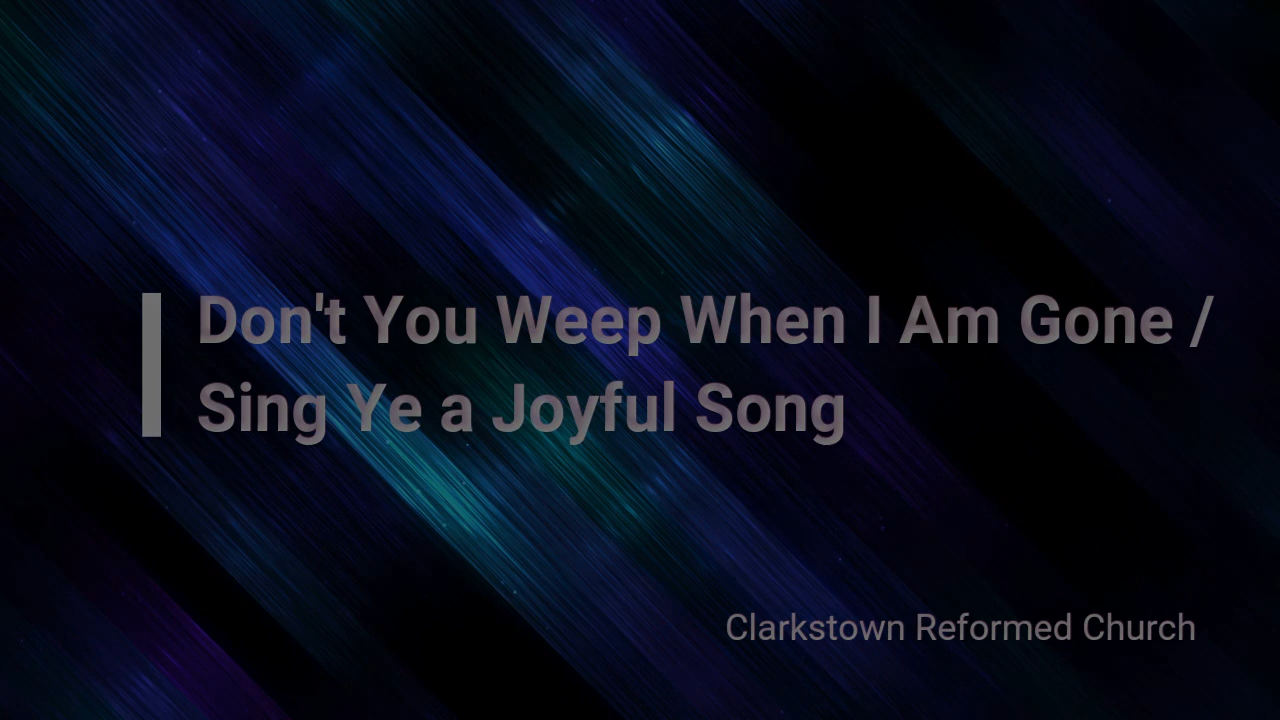 Don't You Weep When I Am Gone /
Sing Ye a Joyful Song
Clarkstown Reformed Church